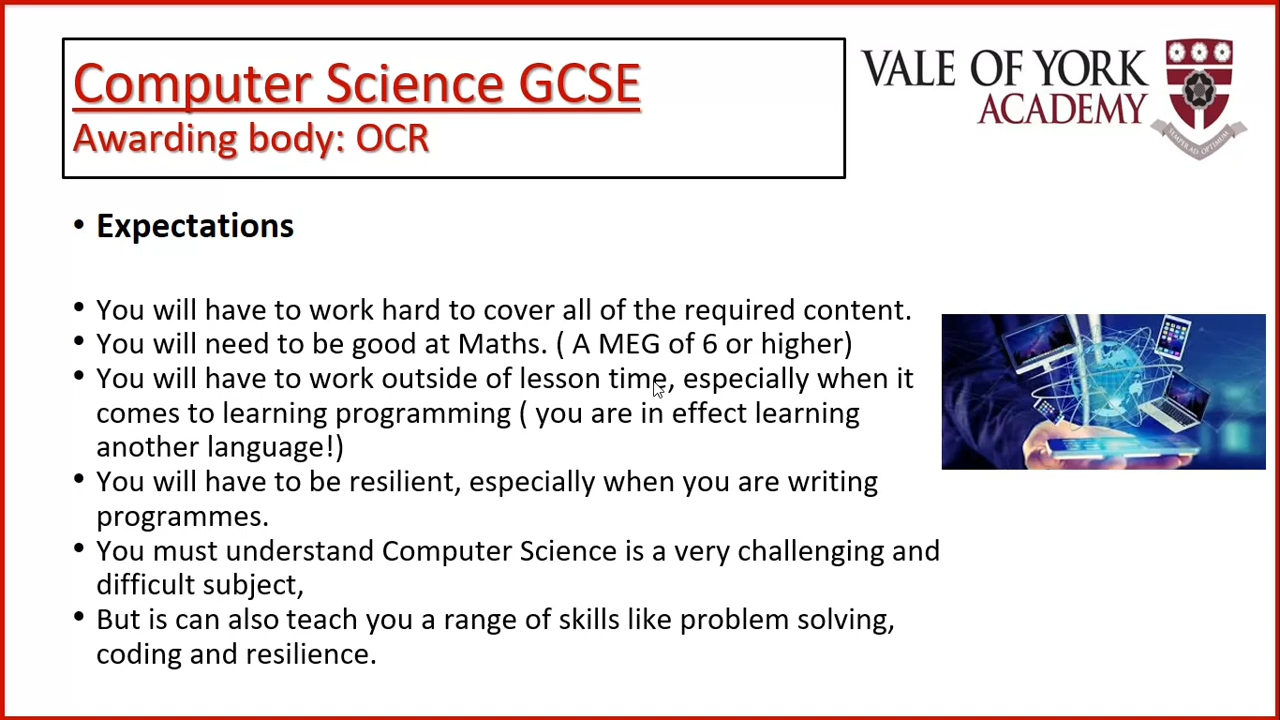 Computer Science GCSE
Awarding body: OCR
VALE OF YORK
ACADEMY
TEMPER AD OPTIMUM
• Expectations
• You will have to work hard to cover all of the required content.
• You will need to be good at Maths. ( A MEG of 6 or higher)
• You will have to work outside of lesson time, especially when it
comes to learning programming ( you are in effect learning
another language!)
• You will have to be resilient, especially when you are writing
programmes.
• You must understand Computer Science is a very challenging and
difficult subject,
• But is can also teach you a range of skills like problem solving,
coding and resilience.